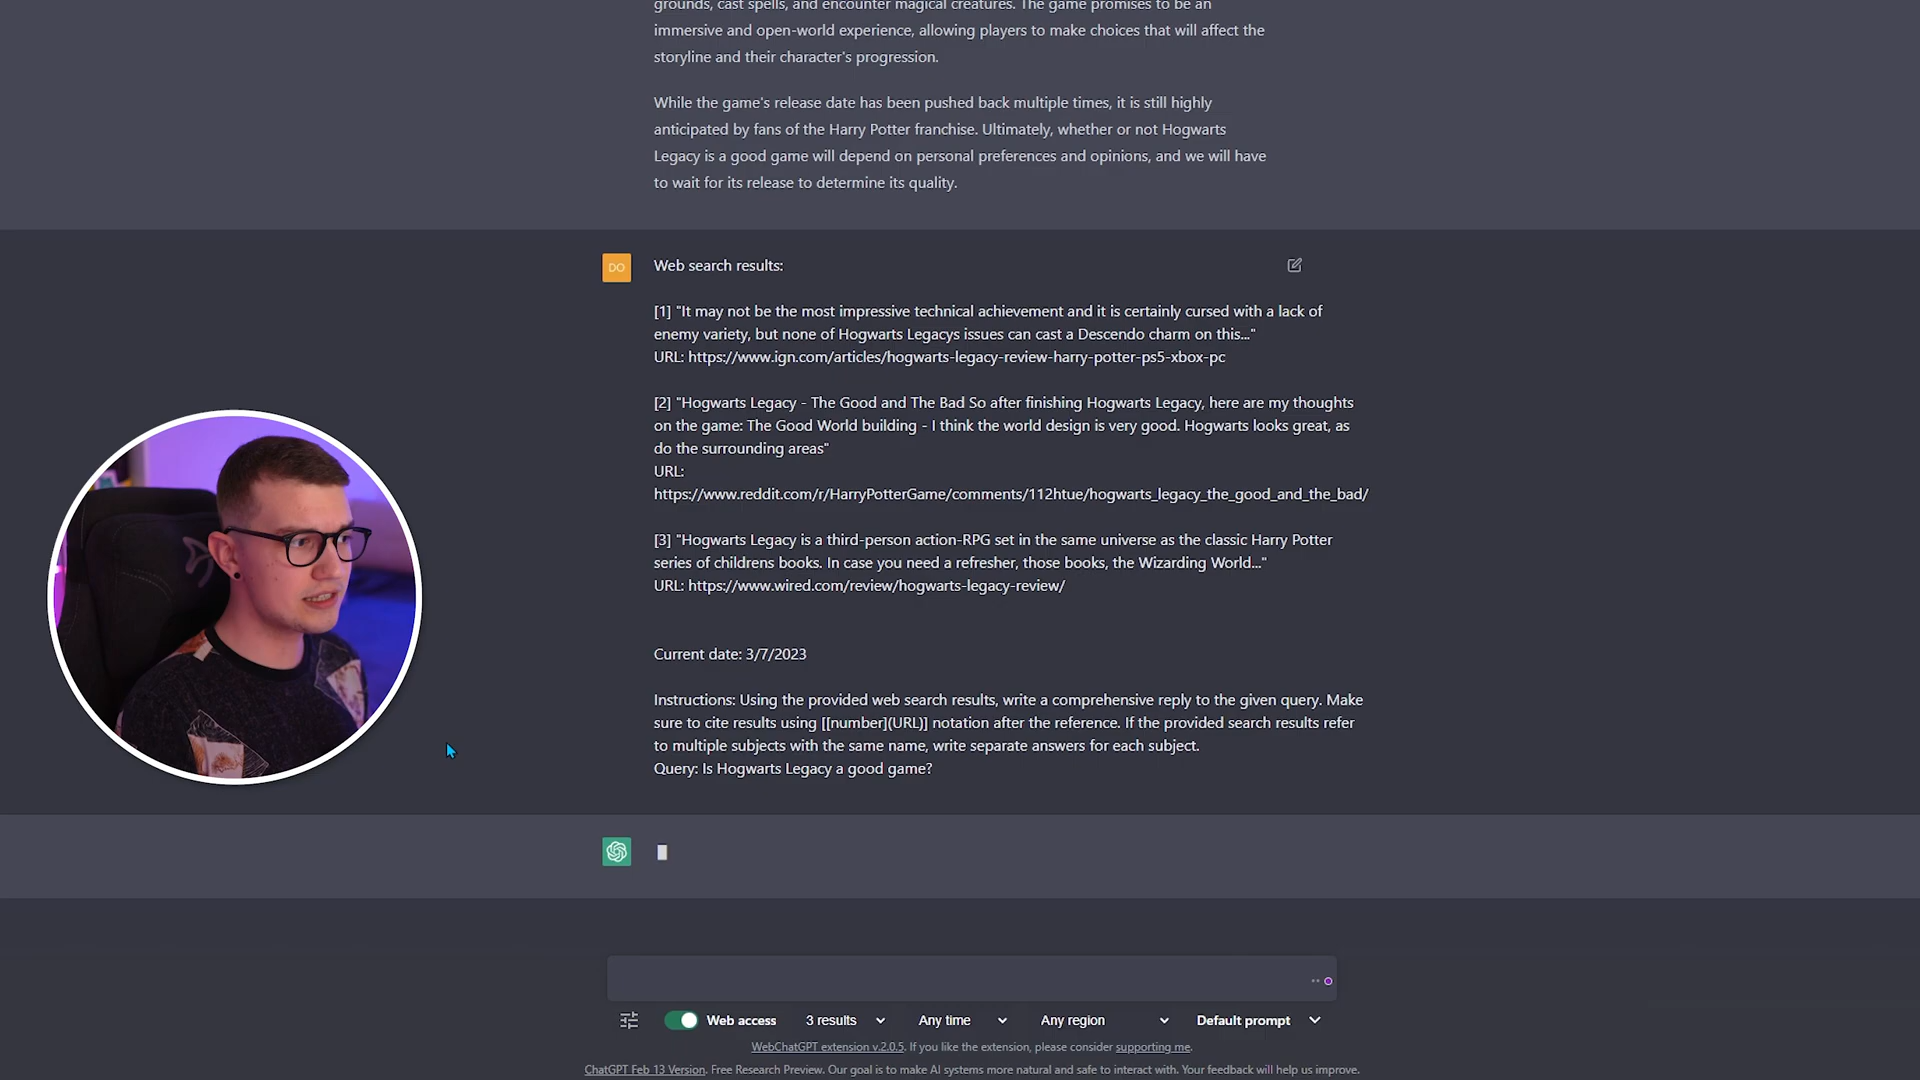 grounds, cast spells, and encounter magical creatures. The game promises to be an
immersive and open-world experience, allowing players to make choices that will affect the
storyline and their character's progression.
While the game's release date has been pushed back multiple times, it is still highly
anticipated by fans of the Harry Potter franchise. Ultimately, whether or not Hogwarts
Legacy is a good game will depend on personal preferences and opinions, and we will have
to wait for its release to determine its quality.
DO
Web search results:
[1] "It may not be the most impressive technical achievement and it is certainly cursed with a lack of
enemy variety, but none of Hogwarts Legacys issues can cast a Descendo charm on this..."
URL: https://www.ign.com/articles/hogwarts-legacy-review-harry-potter-ps5-xbox-pc
[2] "Hogwarts Legacy - The Good and The Bad So after finishing Hogwarts Legacy, here are my thoughts
on the game: The Good World building - I think the world design is very good. Hogwarts looks great, as
do the surrounding areas"
URL:
https://www.reddit.com/r/HarryPotterGame/comments/112htue/hogwarts_legacy_the_good_and_the_bad/
[3] "Hogwarts Legacy is a third-person action-RPG set in the same universe as the classic Harry Potter
series of childrens books. In case you need a refresher, those books, the Wizarding World..."
URL: https://www.wired.com/review/hogwarts-legacy-review/
Current date: 3/7/2023
Instructions: Using the provided web search results, write a comprehensive reply to the given query. Make
sure to cite results using [[number](URL)] notation after the reference. If the provided search results refer
to multiple subjects with the same name, write separate answers for each subject.
Query: Is Hogwarts Legacy a good game?
Web access
3 results
Any time
Any region
Default prompt
WebChatGPT extension v.2.0.5. If you like the extension, please consider supporting me.
ChatGPT Feb 13 Version. Free Research Preview. Our goal is to make AI systems more natural and safe to interact with. Your feedback will help us improve.